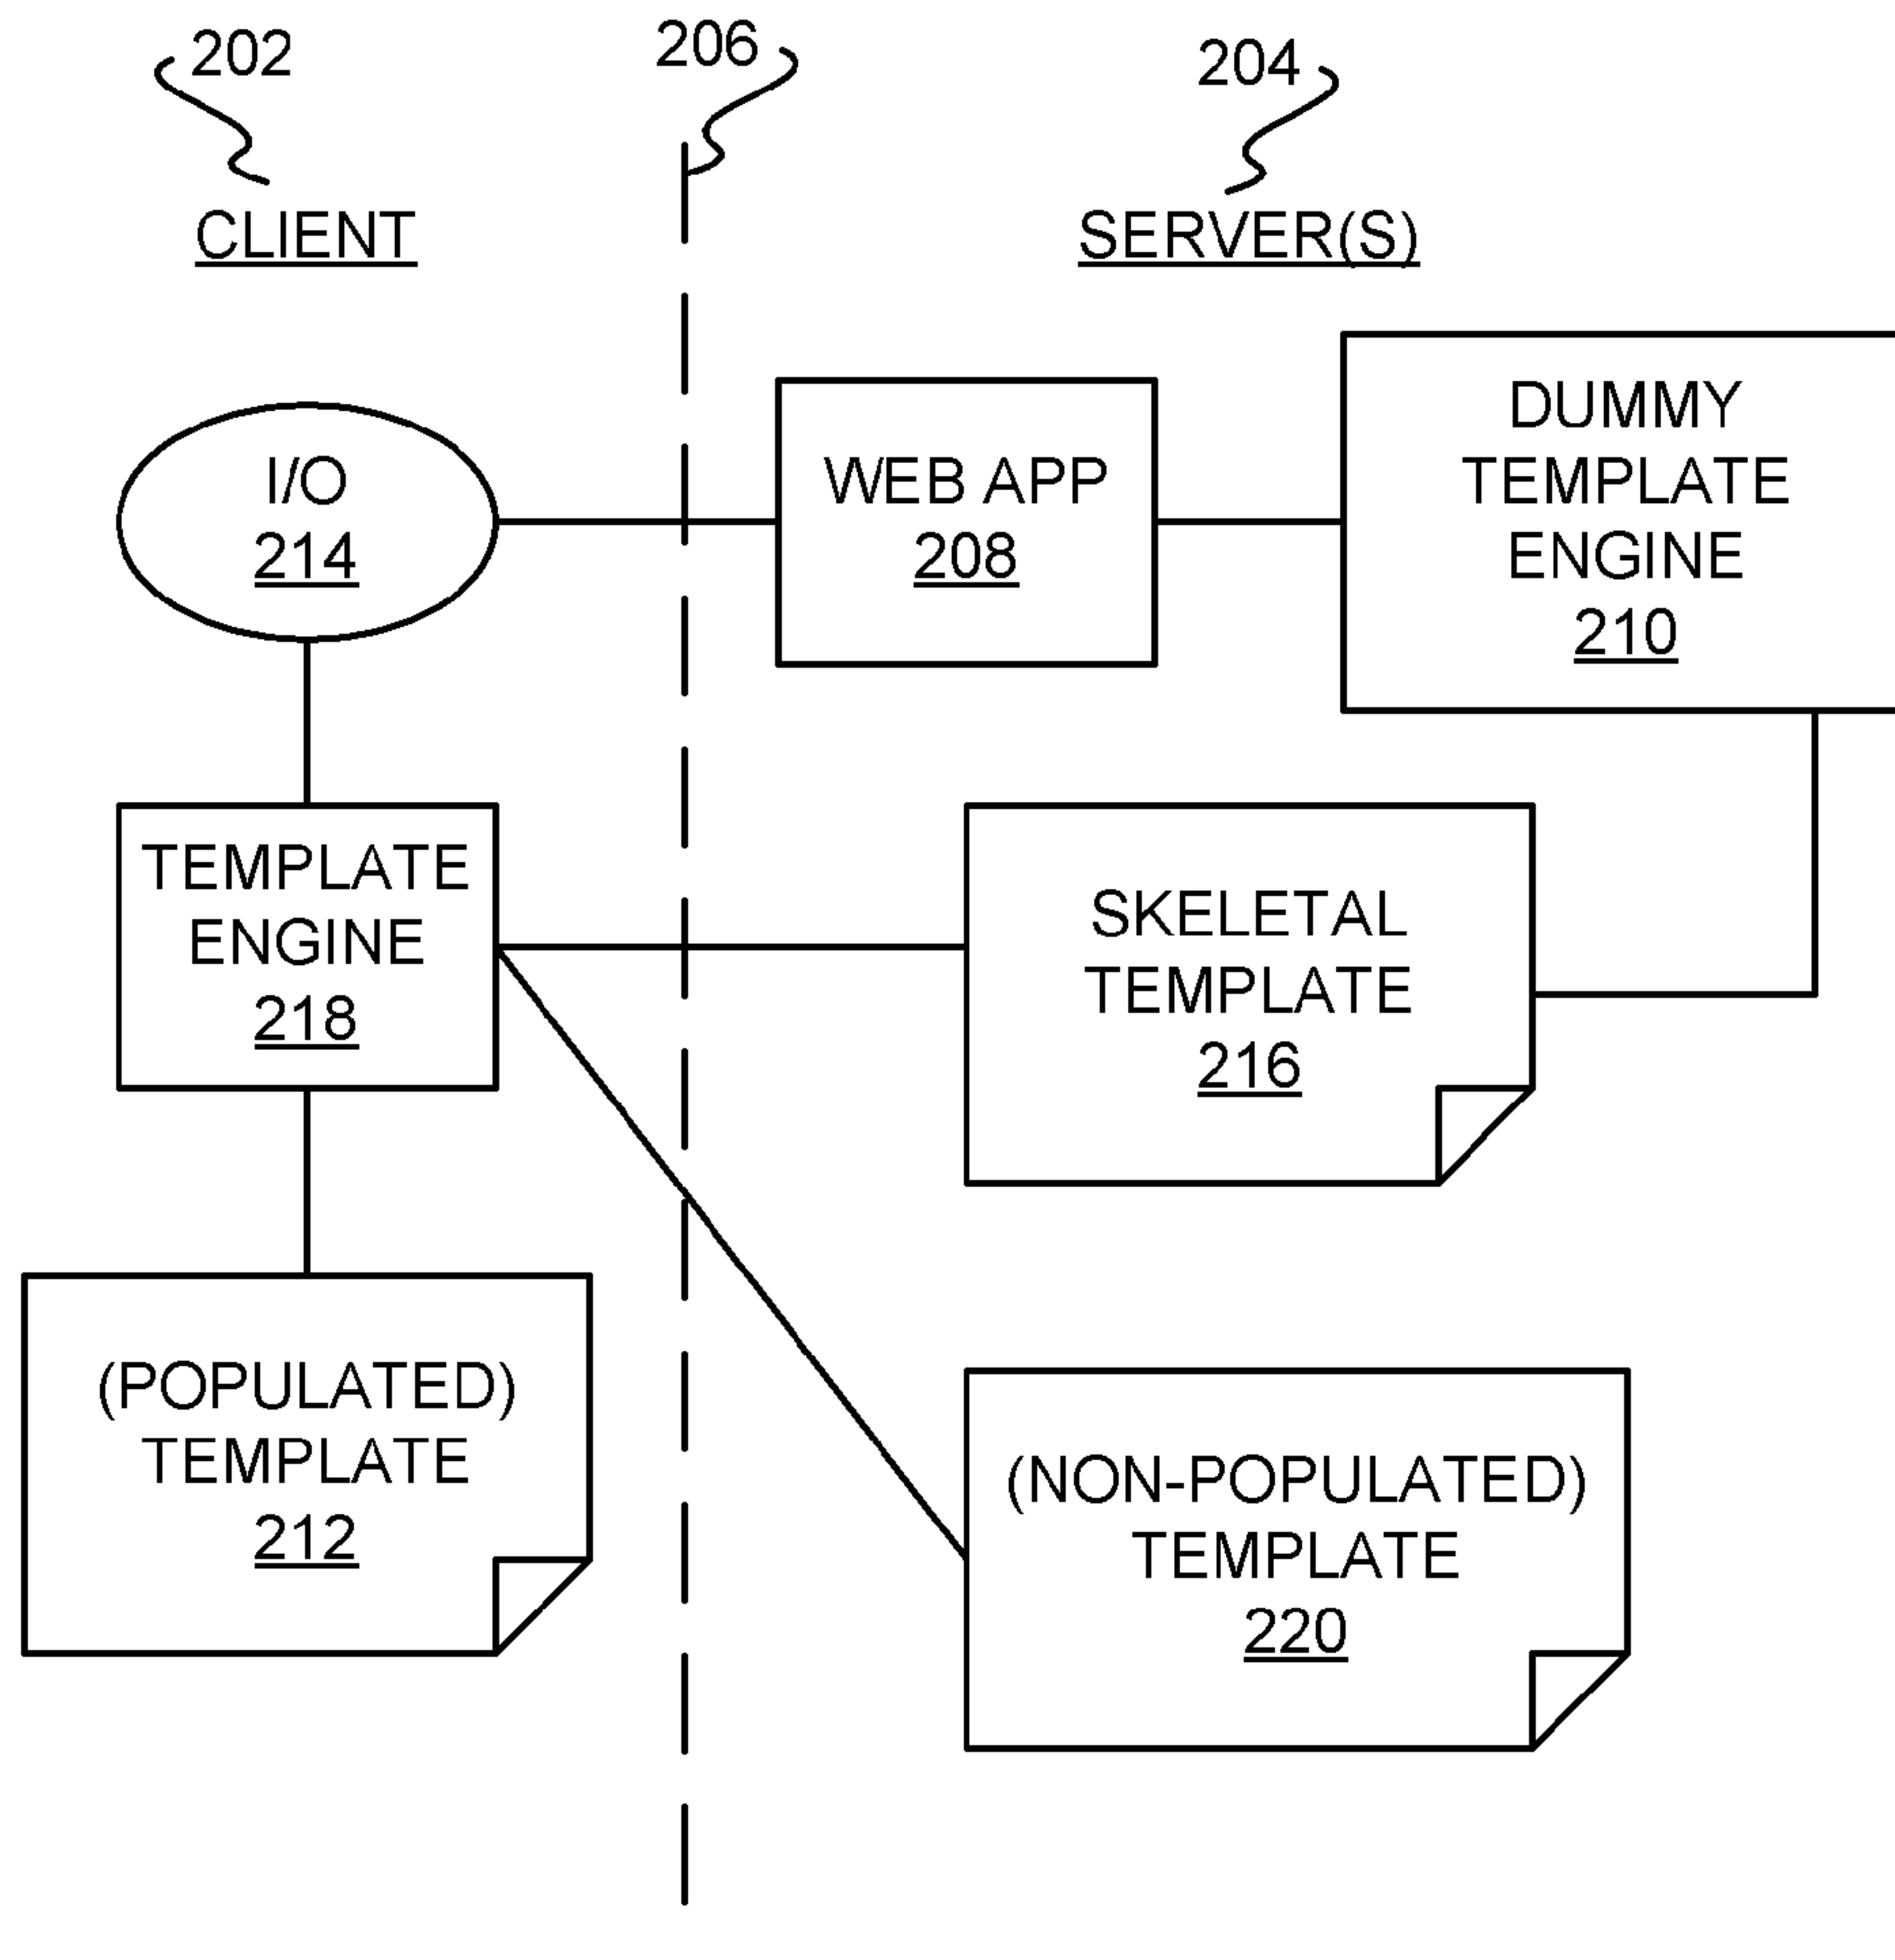 202
206
204
CLIENT
SERVER(S)
I/O
214
WEB APP
208
DUMMY
TEMPLATE
ENGINE
210
TEMPLATE
ENGINE
218
SKELETAL
TEMPLATE
216
(POPULATED)
TEMPLATE
212
(NON-POPULATED)
TEMPLATE
220